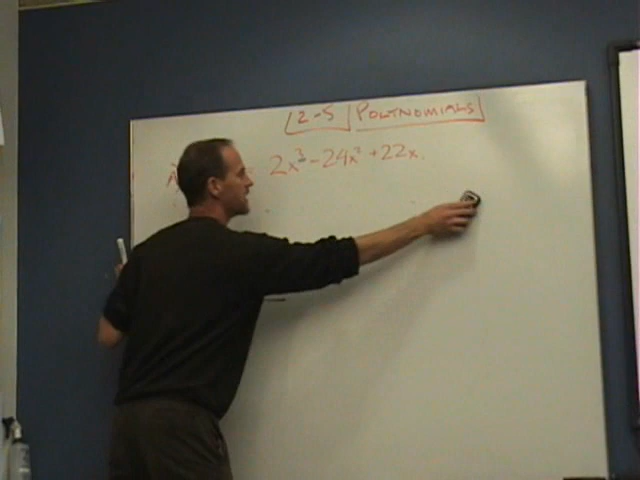 2-5 POLYNOMIALS
= 2x³ - 24x² + 22x.